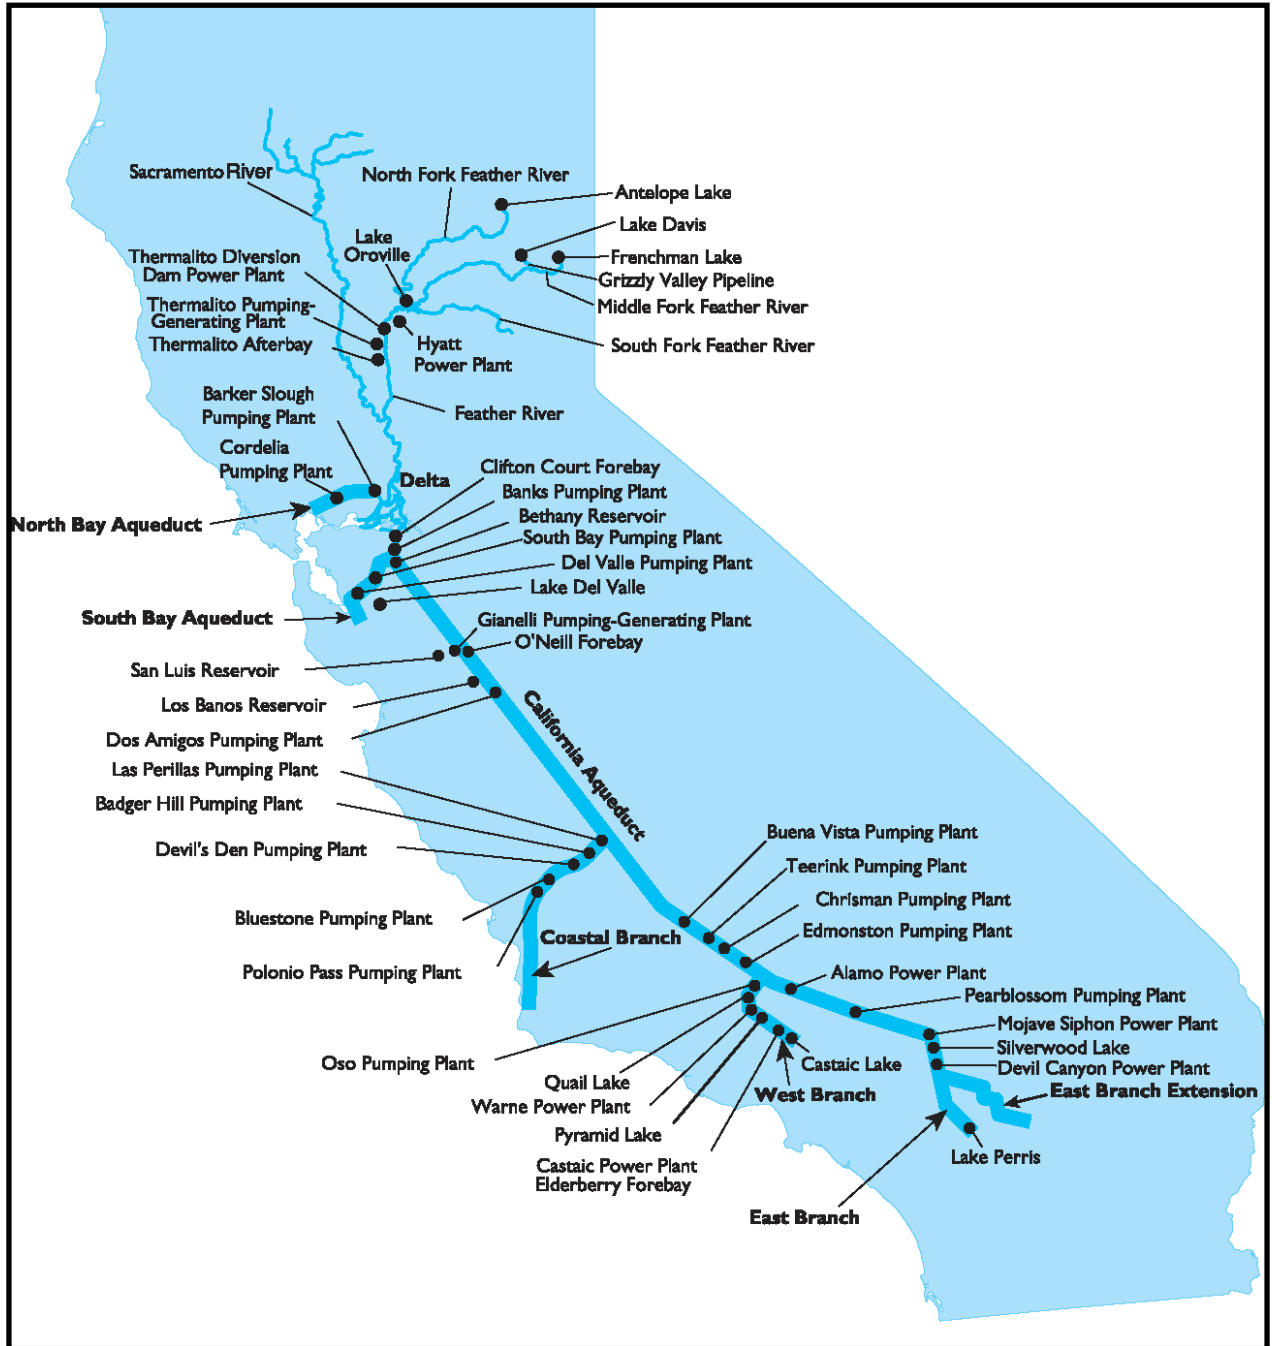 Sacramento River
North Fork Feather River
Antelope Lake
Lake Davis
Lake
Oroville
Thermalito Diversion
Dam Power Plant
Frenchman Lake
Grizzly Valley Pipeline
Middle Fork Feather River
Thermalito Pumping-
Generating Plant
Thermalito Afterbay
Hyatt
Power Plant
South Fork Feather River
Barker Slough
Pumping Plant
Feather River
Cordelia
Pumping Plant
Delta
Clifton Court Forebay
Banks Pumping Plant
North Bay Aqueduct
Bethany Reservoir
South Bay Pumping Plant
Del Valle Pumping Plant
Lake Del Valle
South Bay Aqueduct
Gianelli Pumping-Generating Plant
O'Neill Forebay
San Luis Reservoir
Los Banos Reservoir
Dos Amigos Pumping Plant
California Aqueduct
Las Perillas Pumping Plant
Badger Hill Pumping Plant
Devil's Den Pumping Plant
Bluestone Pumping Plant
Polonio Pass Pumping Plant
Coastal Branch
Buena Vista Pumping Plant
Teerink Pumping Plant
Chrisman Pumping Plant
Edmonston Pumping Plant
Alamo Power Plant
Pearblossom Pumping Plant
Mojave Siphon Power Plant
Silverwood Lake
Devil Canyon Power Plant
East Branch Extension
Oso Pumping Plant
Quail Lake
Warne Power Plant
Pyramid Lake
Castaic Power Plant
Elderberry Forebay
Castaic Lake
West Branch
Lake Perris
East Branch